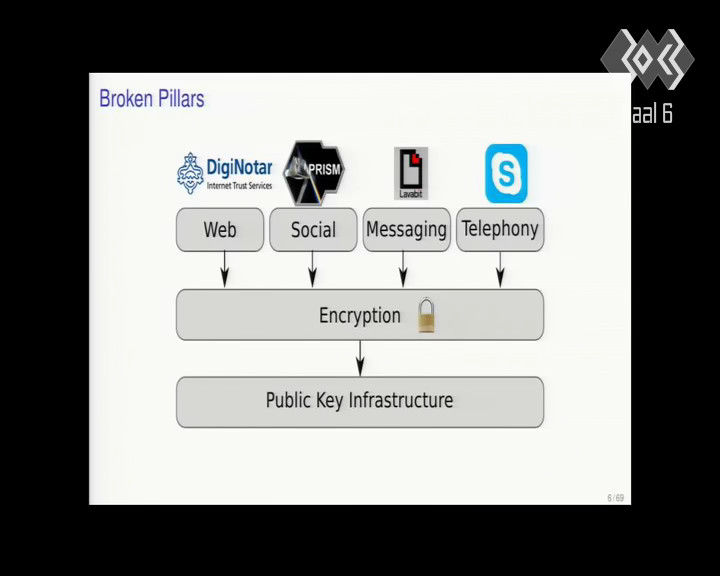 Broken Pillars
aal 6
DigiNotar
Internet Trust Services
PRISM
Lavabit
S
Web
Social
Messaging
Telephony
Encryption
Public Key Infrastructure
6/69